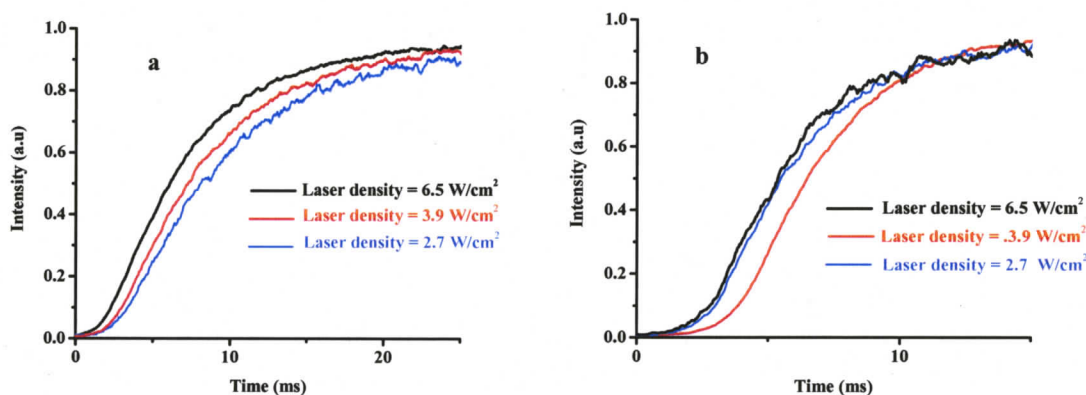 a
Intensity (a.u)
1.0
0.8
0.6
0.4
0.2
0.0
Laser density = 6.5 W/cm²
Laser density = 3.9 W/cm²
Laser density = 2.7 W/cm²
0 10 20
Time (ms)
b
Intensity (a.u)
1.0
0.8
0.6
0.4
0.2
0.0
Laser density = 6.5 W/cm²
Laser density = .3.9 W/cm²
Laser density = 2.7 W/cm²
0 10
Time (ms)